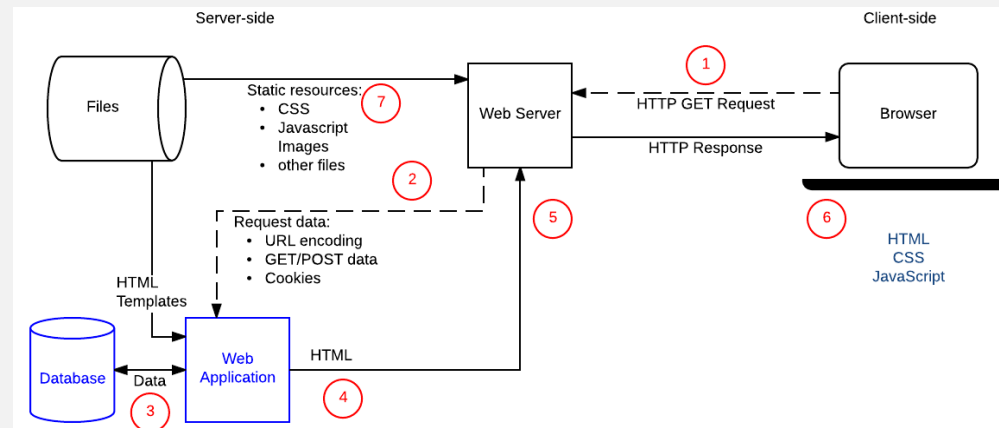 Server-side
Client-side
1
Files
Static resources:
7
• CSS
• Javascript
Images
• other files
Web Server
HTTP GET Request
HTTP Response
Browser
2
5
6
Request data:
• URL encoding
• GET/POST data
• Cookies
HTML
CSS
JavaScript
HTML
Templates
Database
Data
3
Web
Application
HTML
4